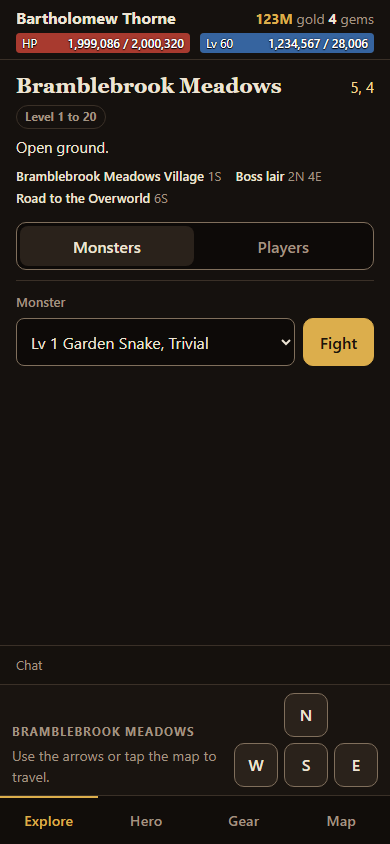 Bartholomew Thorne 123M gold 4 gems
HP 1,999,086 / 2,000,320 Lv 60 1,234,567 / 28,006
Bramblebrook Meadows 5, 4
Level 1 to 20
Open ground.
Bramblebrook Meadows Village 1S Boss lair 2N 4E
Road to the Overworld 6S
Monsters Players
Monster
Lv 1 Garden Snake, Trivial Fight
Chat
N
BRAMBLEBROOK MEADOWS
Use the arrows or tap the map to
travel.
W S E
Explore Hero Gear Map